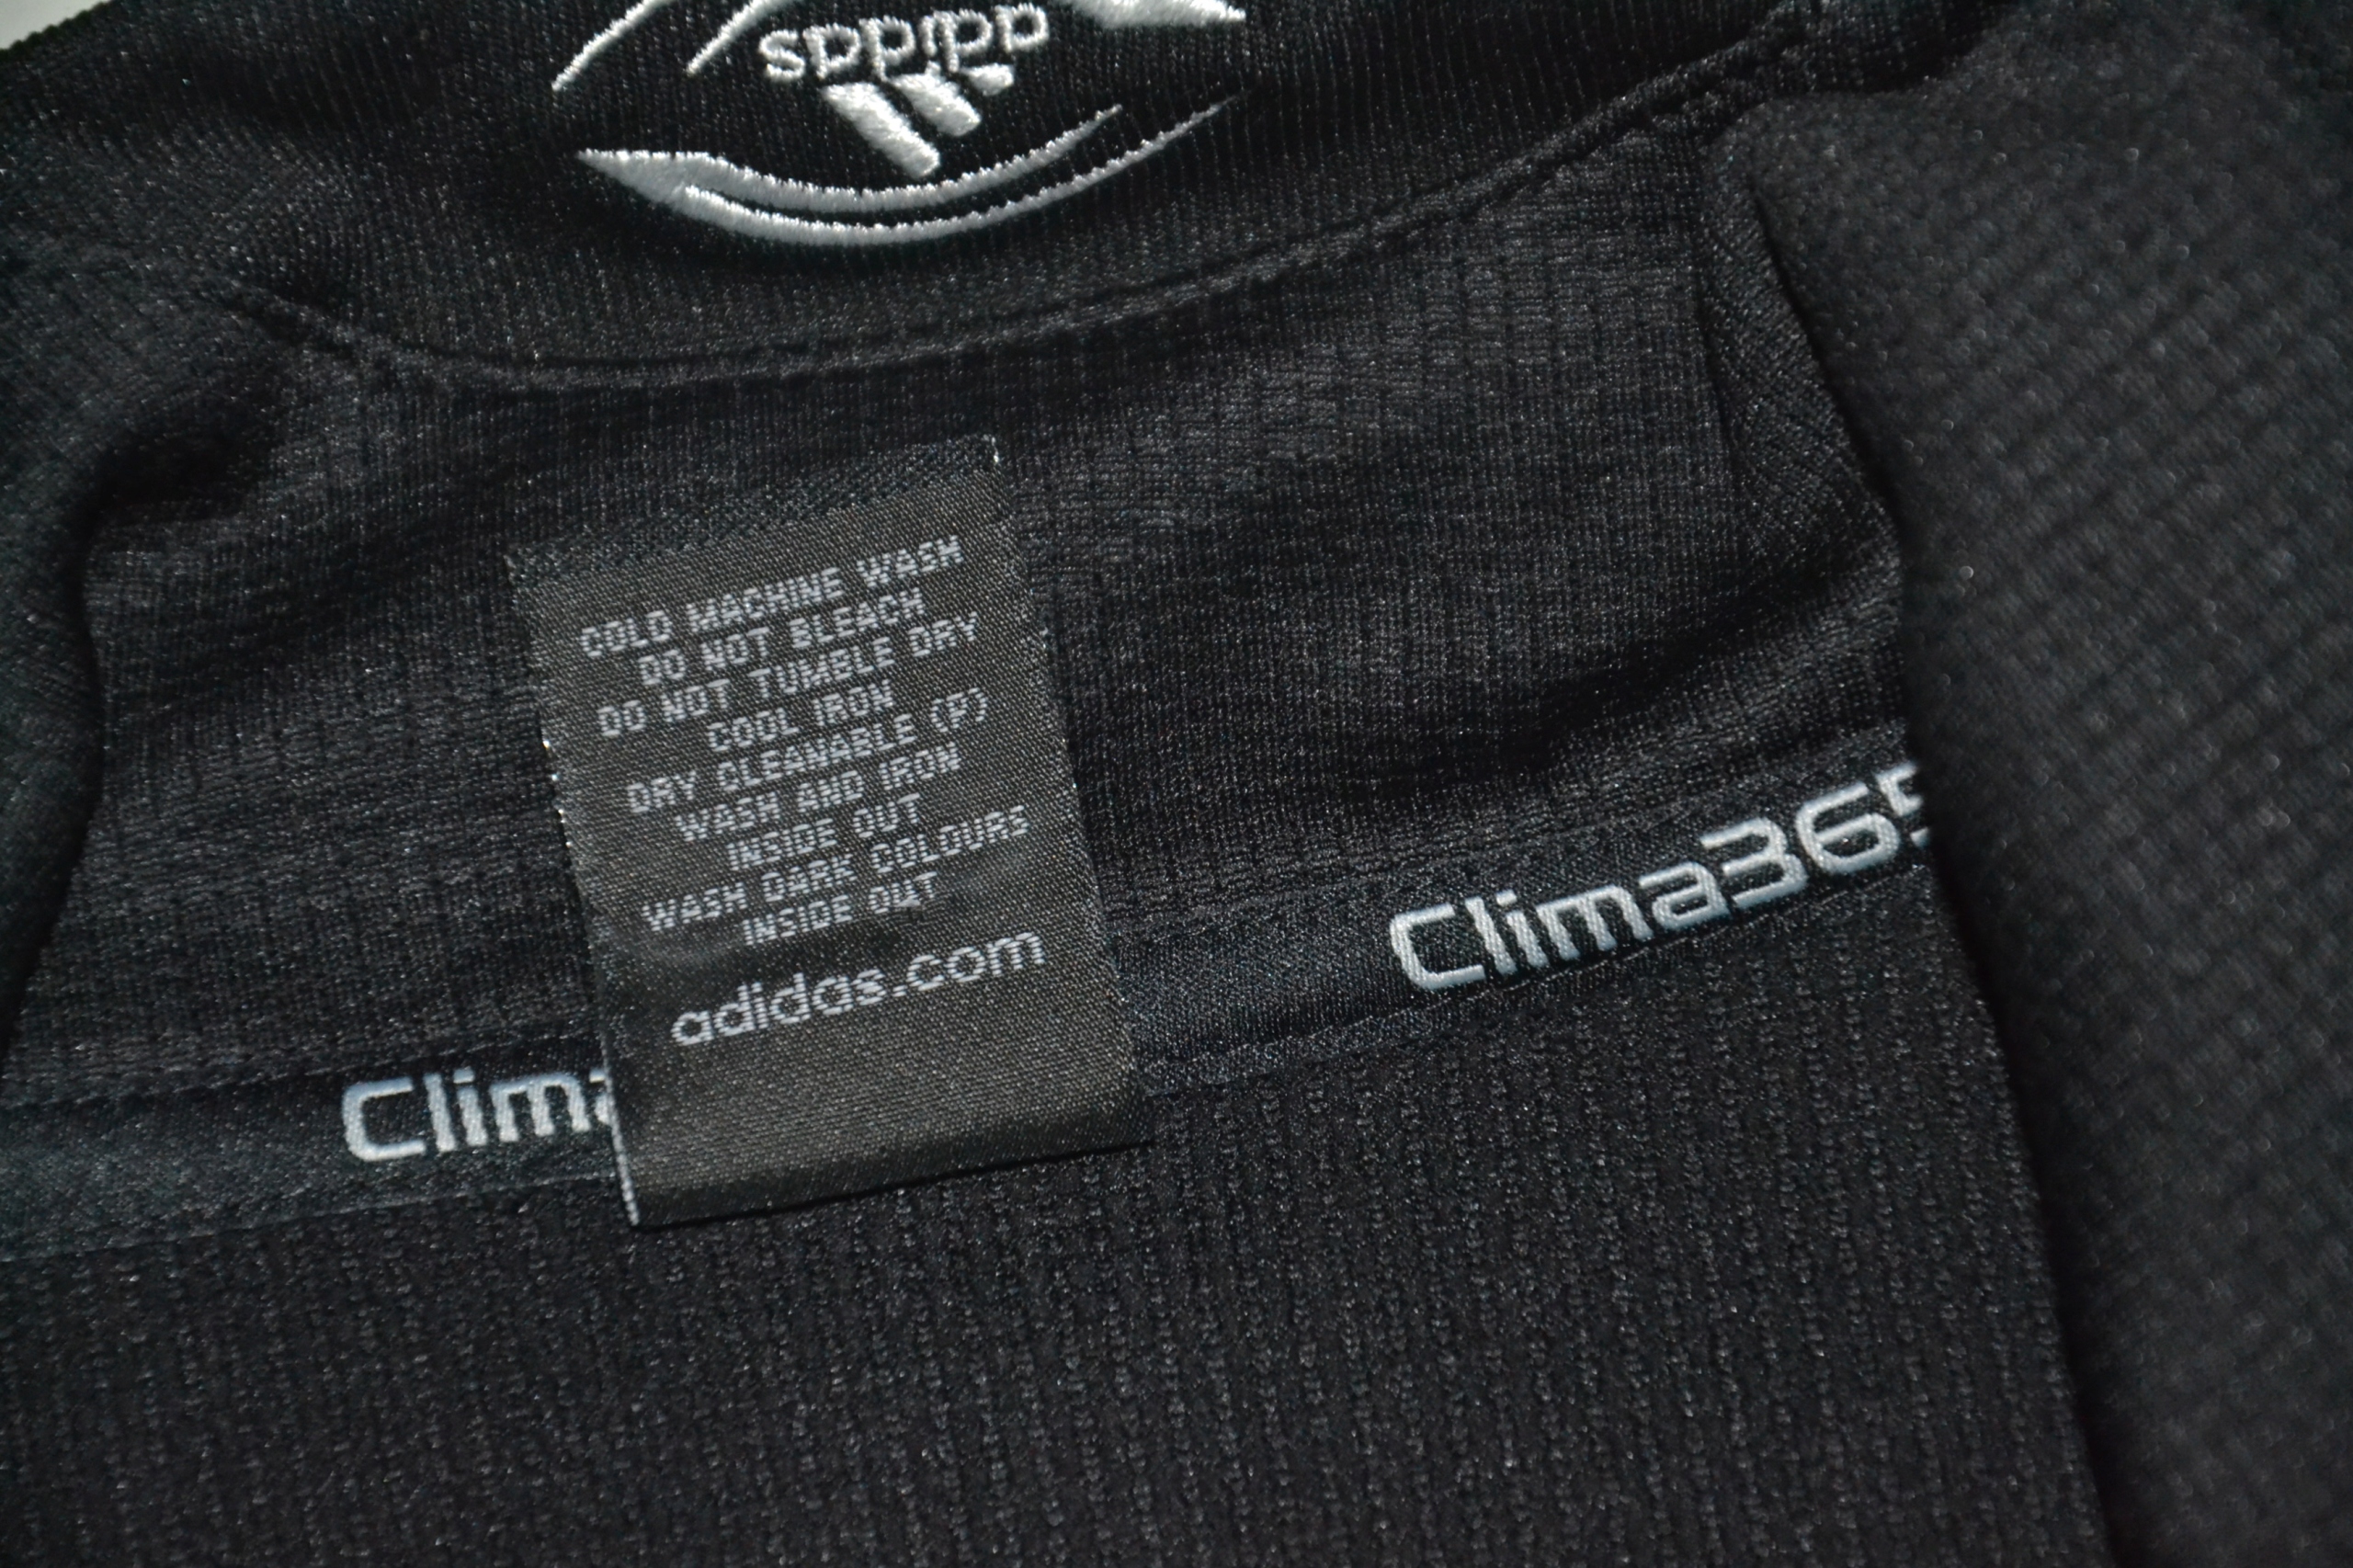 adidas
COLD MACHINE WASH
DO NOT BLEACH
DO NOT TUMBLE DRY
COOL IRON
DRY CLEANABLE (P)
WASH AND IRON
INSIDE OUT
WASH DARK COLOURS
INSIDE OUT
adidas.com
Clima
Clima365